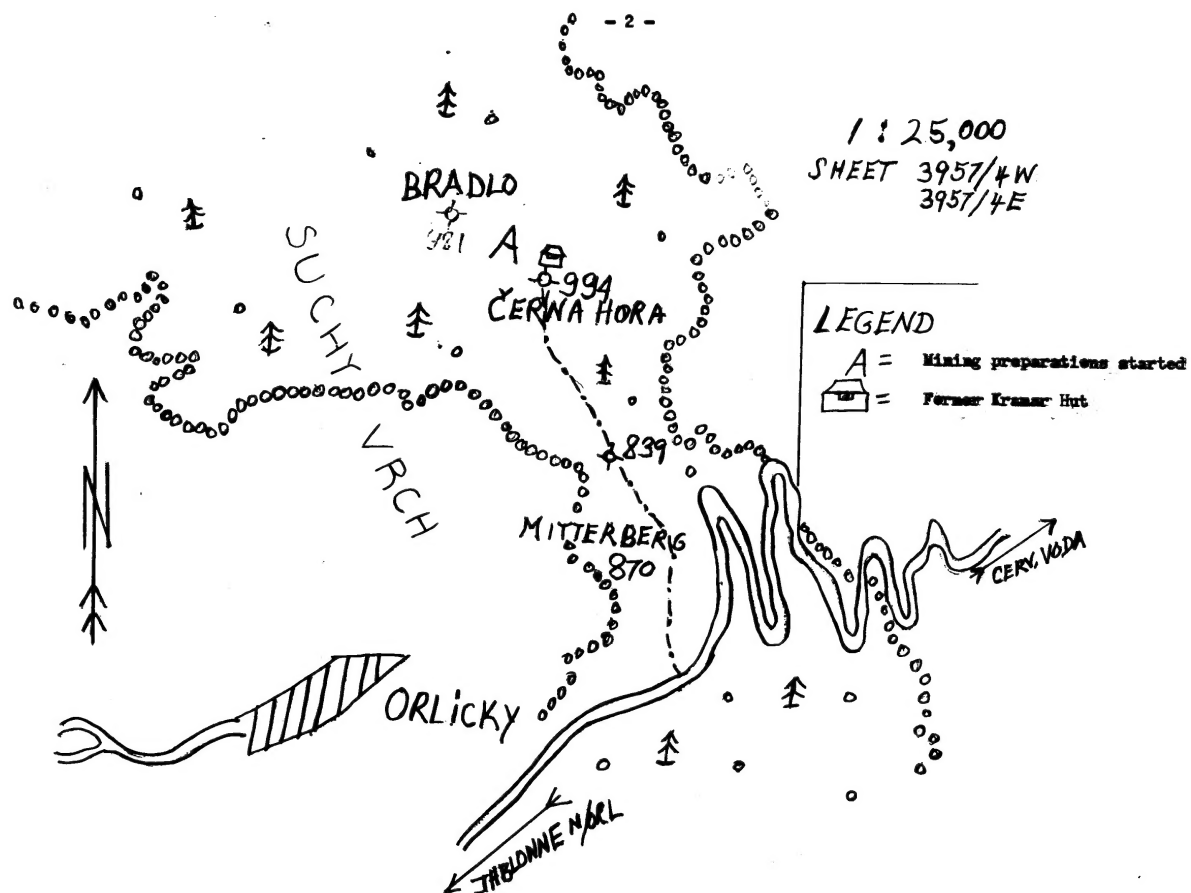 - 2 -
1 : 25,000
SHEET 3957/4W
3957/4E
BRADLO
A
994
ČERNA HORA
SUCHY VRCH
LEGEND
A = Mining preparations started
= Former Kramar Hut
839
N
MITTERBERG
870
CERV. VODA
ORLiCKY
JABLONNE N/ORL